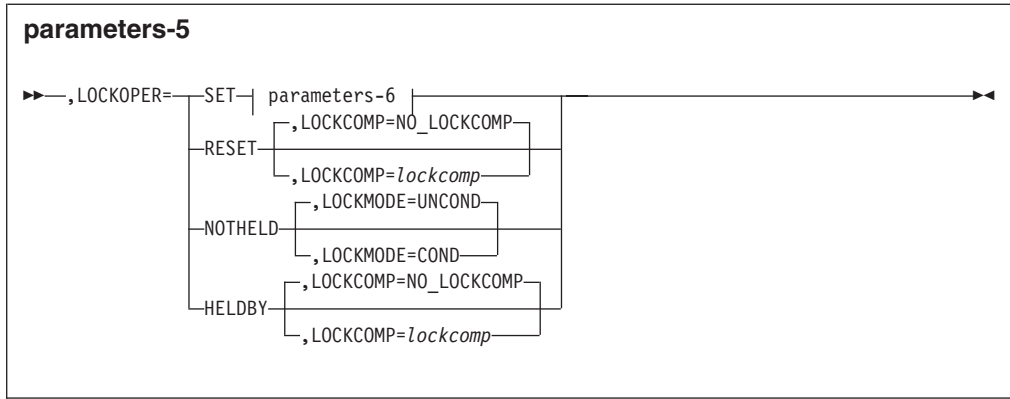 parameters-5
,LOCKOPER= SET parameters-6
,LOCKCOMP=NO_LOCKCOMP
RESET
,LOCKCOMP=lockcomp
,LOCKMODE=UNCOND
NOTHELD
,LOCKMODE=COND
,LOCKCOMP=NO_LOCKCOMP
HELDBY
,LOCKCOMP=lockcomp